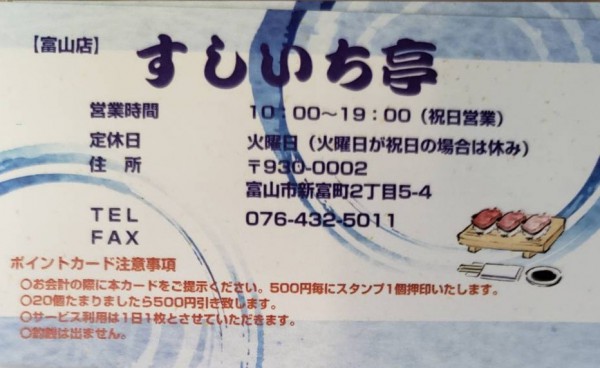 【富山店】 すしいち亭
営業時間 10:00〜19:00（祝日営業）
定休日 火曜日（火曜日が祝日の場合は休み）
住 所 〒930-0002
富山市新富町2丁目5-4
TEL 076-432-5011
FAX
ポイントカード注意事項
○お会計の際に本カードをご提示ください。500円毎にスタンプ1個押印いたします。
○20個たまりましたら500円引き致します。
○サービス利用は1日1枚とさせていただきます。
○釣銭は出ません。